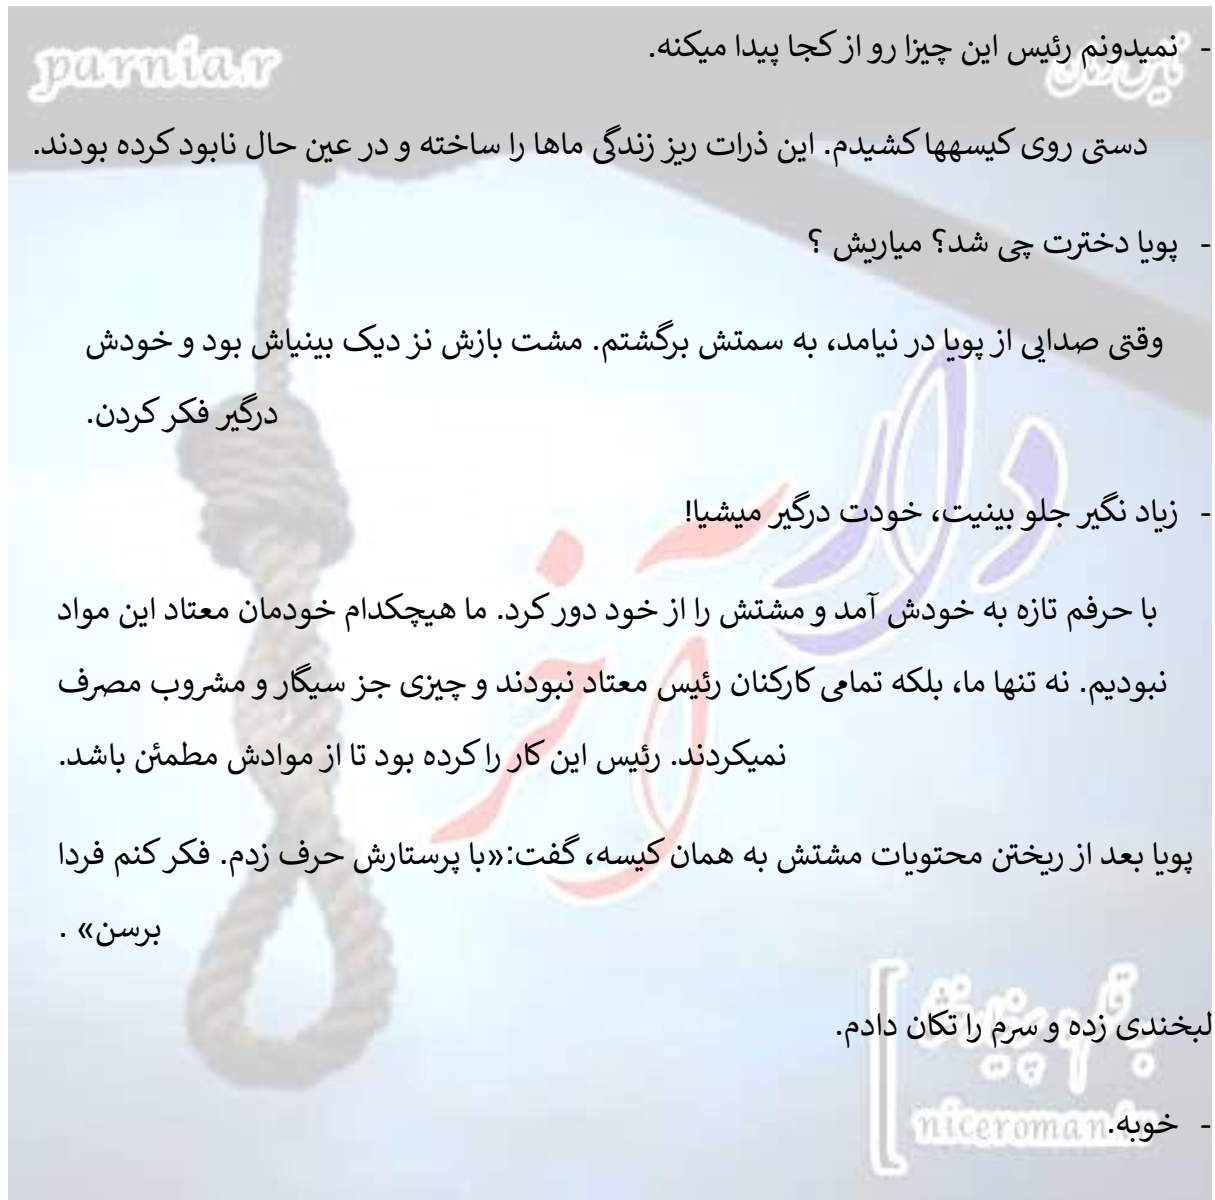 parnia.r
- نمیدونم رئیس این چیزا رو از کجا پیدا میکنه.
دستی روی کیسهها کشیدم. این ذرات ریز زندگی ماها را ساخته و در عین حال نابود کرده بودند.
- پویا دخترت چی شد؟ میاریش ؟
وقتی صدایی از پویا در نیامد، به سمتش برگشتم. مشت بازش نز دیک بینیاش بود و خودش
درگیر فکر کردن.
- زیاد نگیر جلو بینیت، خودت درگیر میشیا!
با حرفم تازه به خودش آمد و مشتش را از خود دور کرد. ما هیچکدام خودمان معتاد این مواد
نبودیم. نه تنها ما، بلکه تمامی کارکنان رئیس معتاد نبودند و چیزی جز سیگار و مشروب مصرف
نمیکردند. رئیس این کار را کرده بود تا از موادش مطمئن باشد.
پویا بعد از ریختن محتویات مشتش به همان کیسه، گفت:«با پرستارش حرف زدم. فکر کنم فردا
برسن» .
لبخندی زده و سرم را تکان دادم.
- خوبه.
دار آخر
niceroman.ir